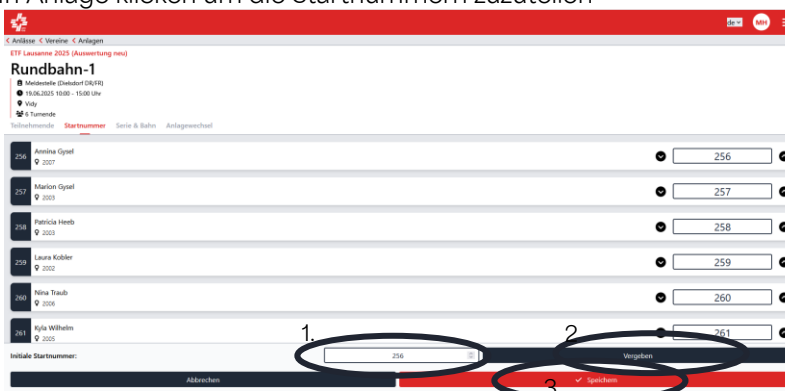 in Anlage klicken um die Startnummern zuzuteilen
de
MH
< Anlässe < Vereine < Anlagen
ETF Lausanne 2025 (Auswertung neu)
Rundbahn-1
Meldestelle (Dielsdorf DR/FR)
19.06.2025 10:00 - 15:00 Uhr
Vidy
6 Turnende
Teilnehmende Startnummer Serie & Bahn Anlagewechsel
256 Annina Gysel 256
2007
257 Marion Gysel 257
2003
258 Patricia Heeb 258
2003
259 Laura Kobler 259
2002
260 Nina Traub 260
2006
261 Kyla Wilhelm 261
2005
1. 2.
Initiale Startnummer: 256 Vergeben
Abbrechen 3. Speichern